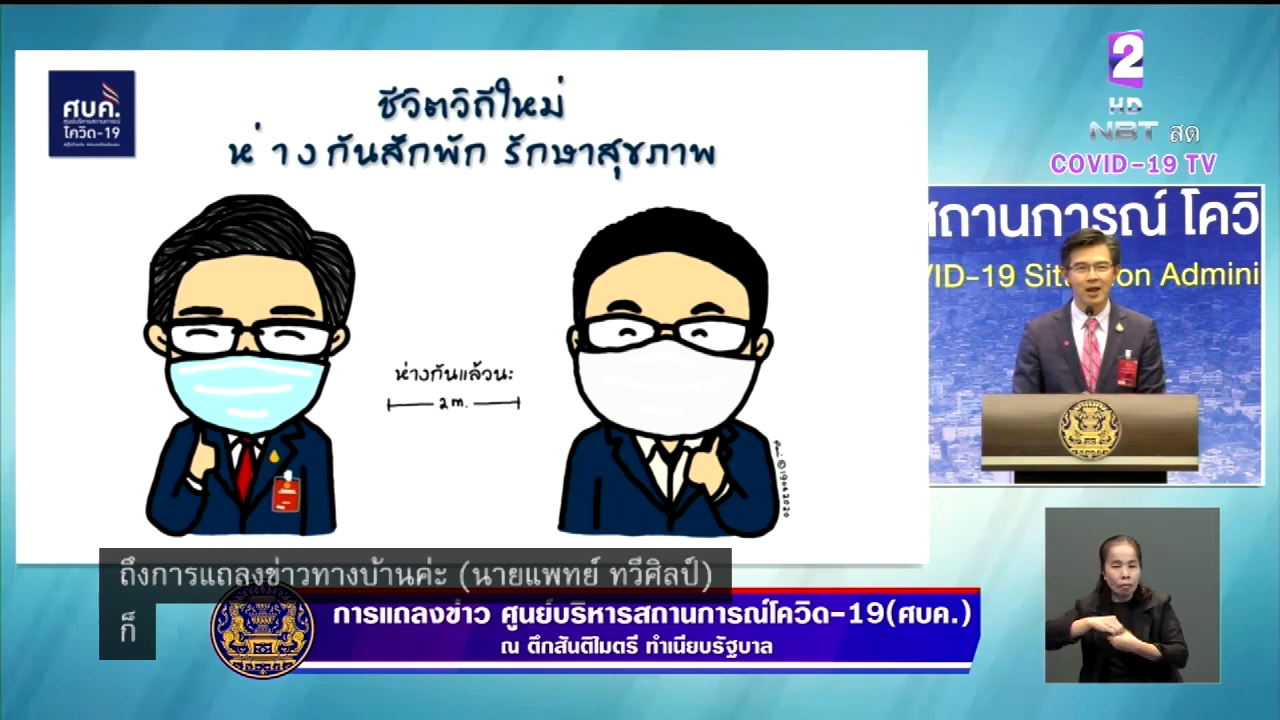 ศบค.
ศูนย์บริหารสถานการณ์
โควิด-19
ชีวิตวิถีใหม่
ห่ างกันสักพัก รักษาสุขภาพ
ห่างกันแล้วนะ
2 m.
2
HD
NBT สด
COVID-19 TV
สถานการณ์ โควิ
VID-19 Sit on Admini
ถึงการแถลงข่าวทางบ้านค่ะ (นายแพทย์ ทวีศิลป์)
ก็
การแถลงข่าว ศูนย์บริหารสถานการณ์โควิด-19(ศบค.)
ณ ตึกสันติไมตรี ทำเนียบรัฐบาล